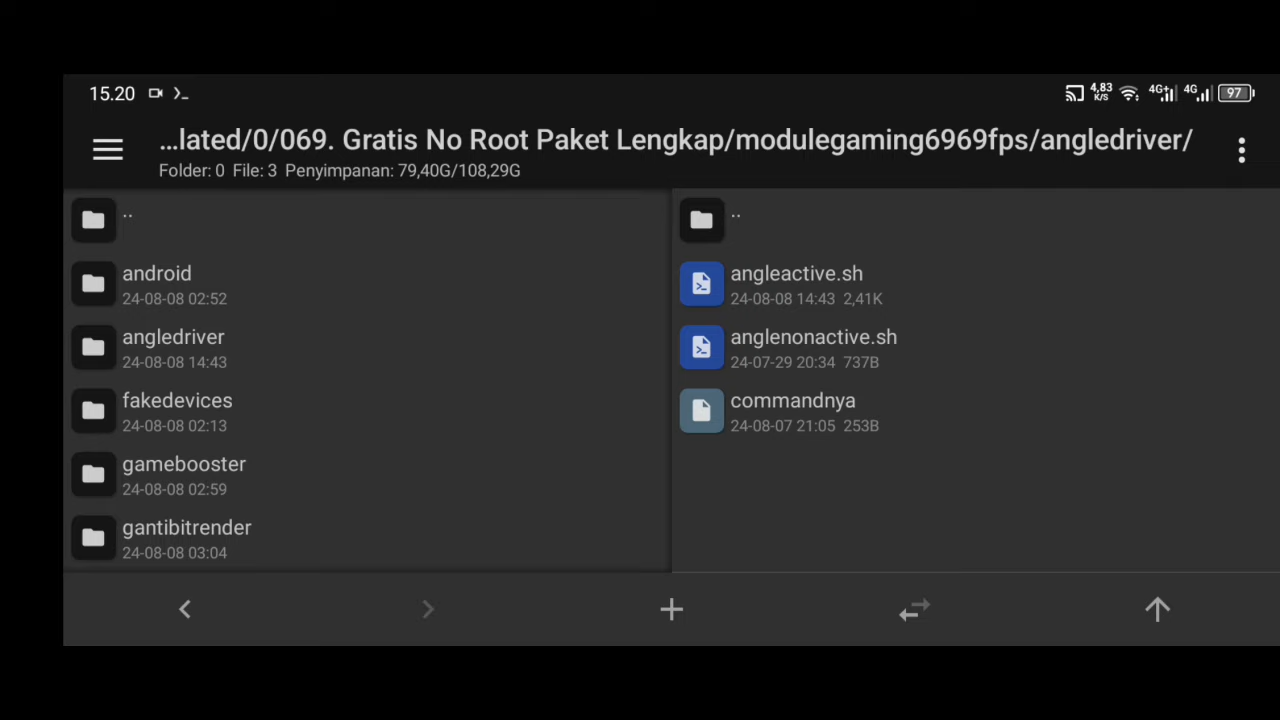 15.20
4,83 K/S 4G+ 4G 97
...lated/0/069. Gratis No Root Paket Lengkap/modulegaming6969fps/angledriver/
Folder: 0 File: 3 Penyimpanan: 79,40G/108,29G
..
android
24-08-08 02:52
angledriver
24-08-08 14:43
fakedevices
24-08-08 02:13
gamebooster
24-08-08 02:59
gantibitrender
24-08-08 03:04
..
angleactive.sh
24-08-08 14:43 2,41K
anglenonactive.sh
24-07-29 20:34 737B
commandnya
24-08-07 21:05 253B